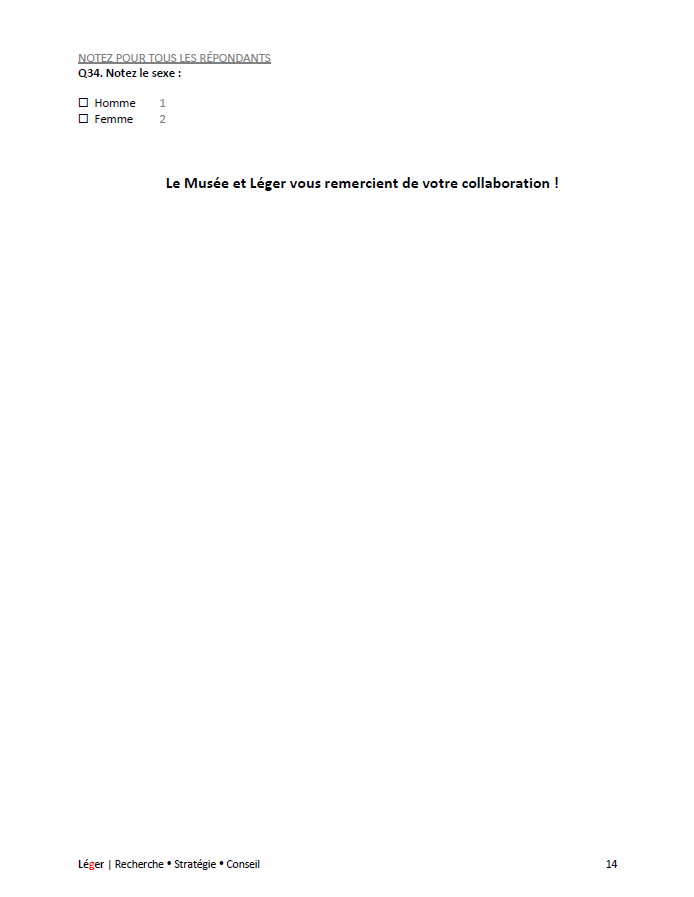 NOTEZ POUR TOUS LES RÉPONDANTS
Q34. Notez le sexe :
☐ Homme 1
☐ Femme 2
Le Musée et Léger vous remercient de votre collaboration !
Léger | Recherche • Stratégie • Conseil 14